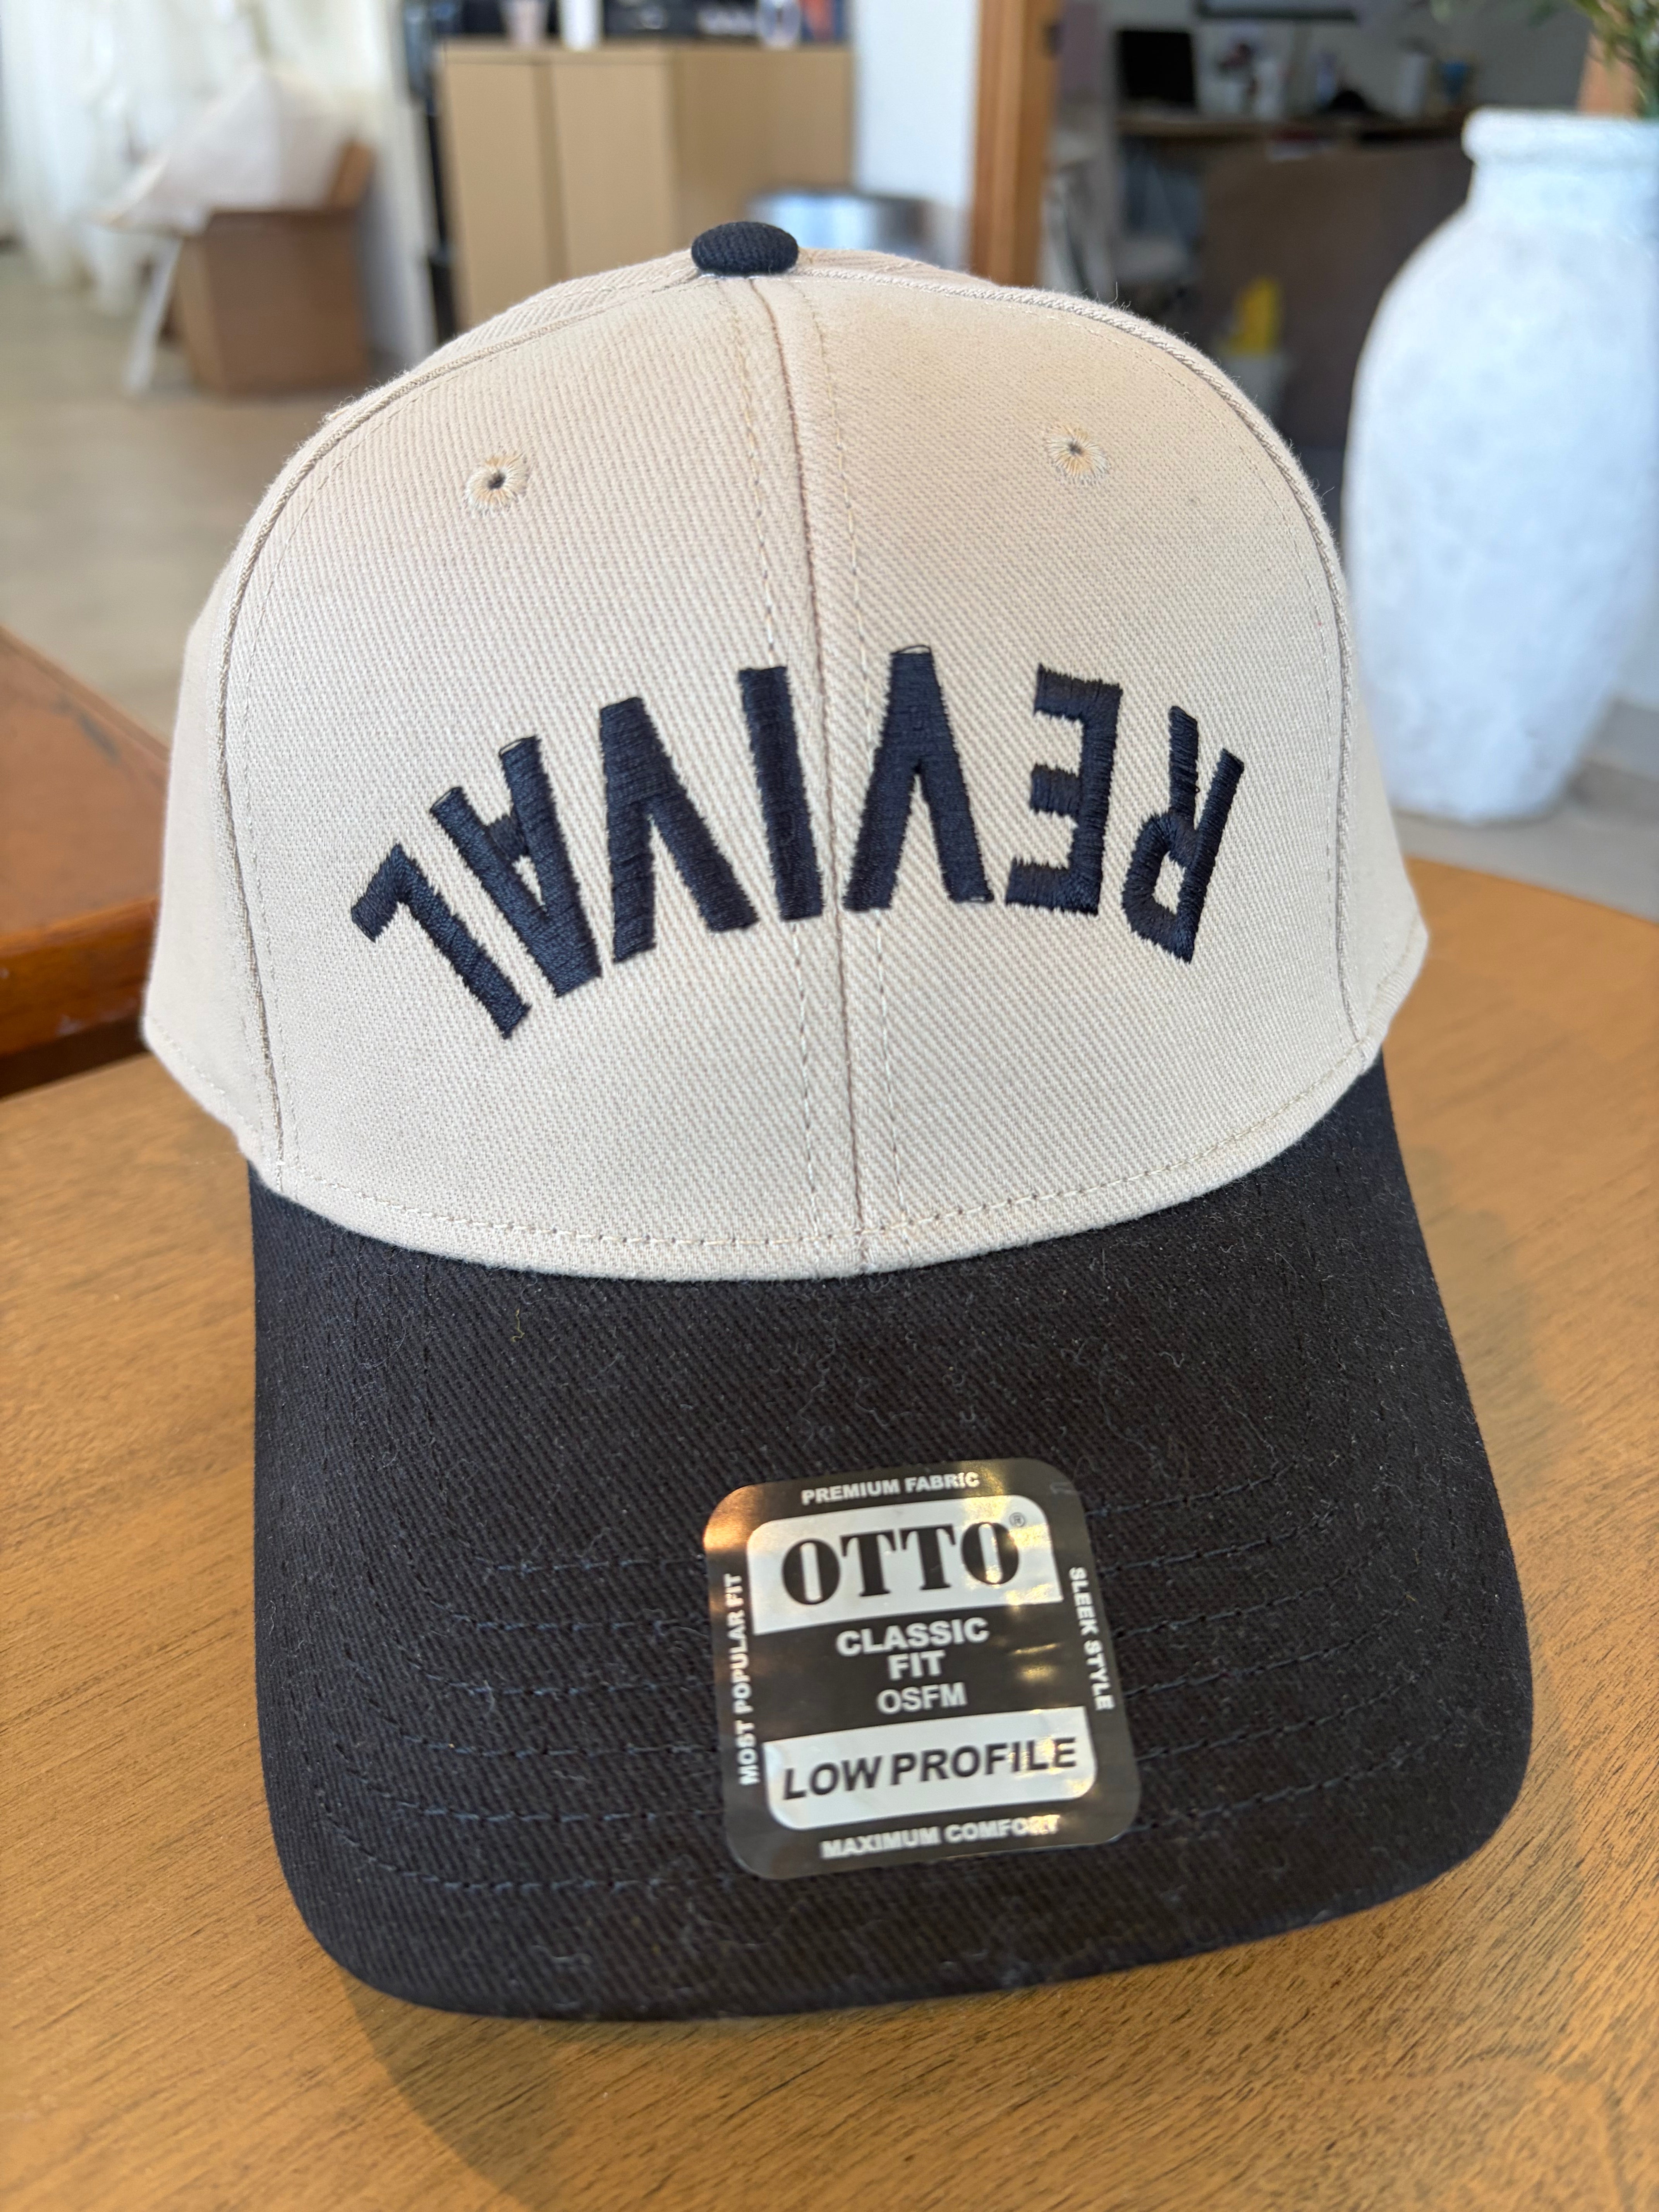 REVIVAL
PREMIUM FABRIC
OTTO®
CLASSIC
FIT
OSFM
LOW PROFILE
MAXIMUM COMFORT
MOST POPULAR FIT
SLEEK STYLE